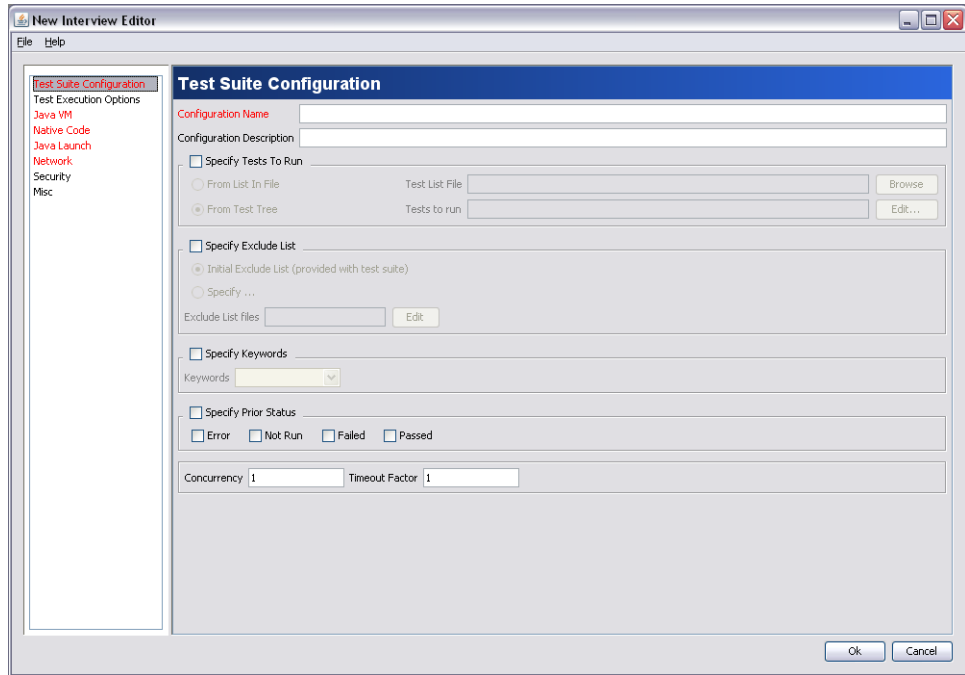 New Interview Editor
File Help
Test Suite Configuration
Test Execution Options
Java VM
Native Code
Java Launch
Network
Security
Misc
Test Suite Configuration
Configuration Name
Configuration Description
Specify Tests To Run
From List In File Test List File Browse
From Test Tree Tests to run Edit...
Specify Exclude List
Initial Exclude List (provided with test suite)
Specify ...
Exclude List files Edit
Specify Keywords
Keywords
Specify Prior Status
Error Not Run Failed Passed
Concurrency 1 Timeout Factor 1
Ok Cancel